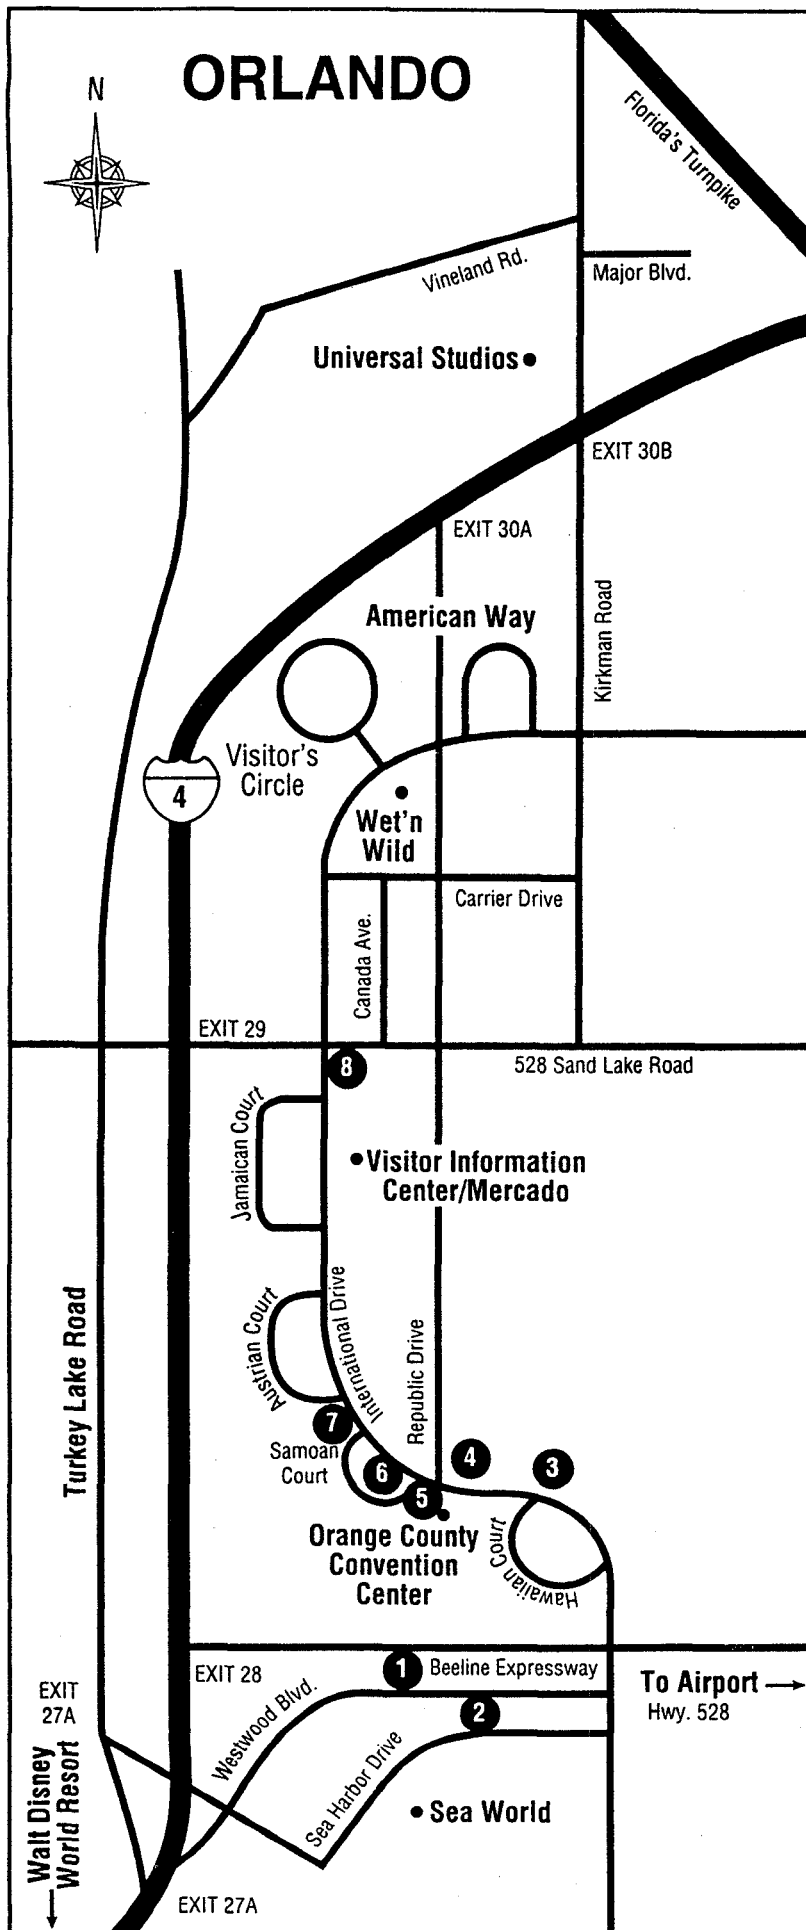 ORLANDO
N
Florida's Turnpike
Vineland Rd.
Major Blvd.
Universal Studios
EXIT 30B
EXIT 30A
Kirkman Road
American Way
Visitor's
Circle
4
Wet'n
Wild
Carrier Drive
Canada Ave.
EXIT 29
528 Sand Lake Road
8
Jamaican Court
Visitor Information
Center/Mercado
International Drive
Austrian Court
Republic Drive
Turkey Lake Road
7
Samoan
Court
6
5
4
3
Orange County
Convention
Center
Hawaiian Court
1
Beeline Expressway
EXIT 28
To Airport
Hwy. 528
EXIT
27A
Westwood Blvd.
2
Sea Harbor Drive
Walt Disney
World Resort
Sea World
EXIT 27A